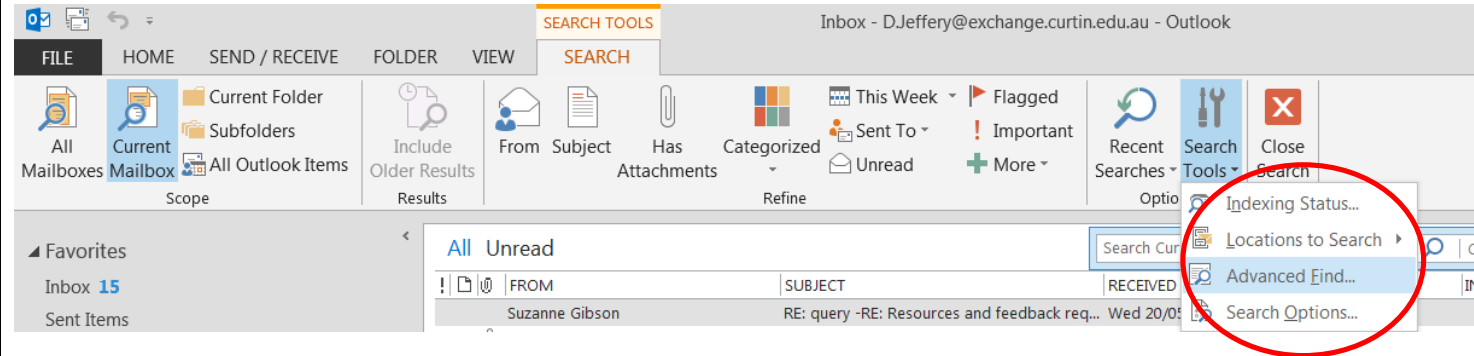 SEARCH TOOLS
Inbox - D.Jeffery@exchange.curtin.edu.au - Outlook
FILE HOME SEND / RECEIVE FOLDER VIEW SEARCH
All Mailboxes
Current Mailbox
Current Folder
Subfolders
All Outlook Items
Scope
Include Older Results
Results
From
Subject
Has Attachments
Categorized
This Week
Sent To
Unread
Flagged
! Important
More
Refine
Recent Searches
Search Tools
Close Search
Optio
Indexing Status...
Locations to Search
Advanced Find...
Search Options...
Favorites
Inbox 15
Sent Items
All Unread
Search Cur
! FROM SUBJECT RECEIVED
Suzanne Gibson RE: query -RE: Resources and feedback req... Wed 20/05